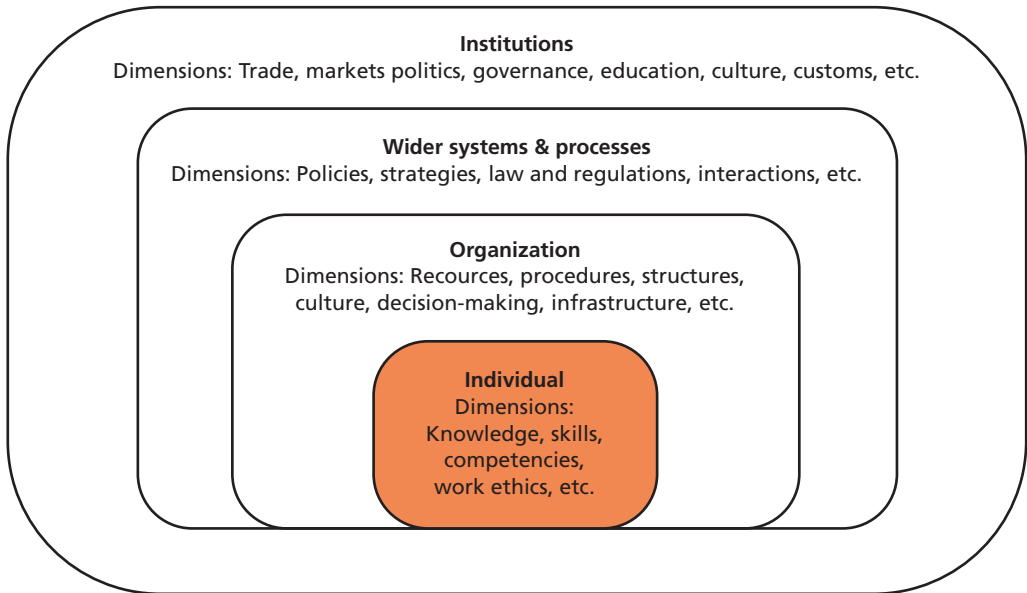 Institutions
Dimensions: Trade, markets politics, governance, education, culture, customs, etc.
Wider systems & processes
Dimensions: Policies, strategies, law and regulations, interactions, etc.
Organization
Dimensions: Recources, procedures, structures,
culture, decision-making, infrastructure, etc.
Individual
Dimensions:
Knowledge, skills,
competencies,
work ethics, etc.